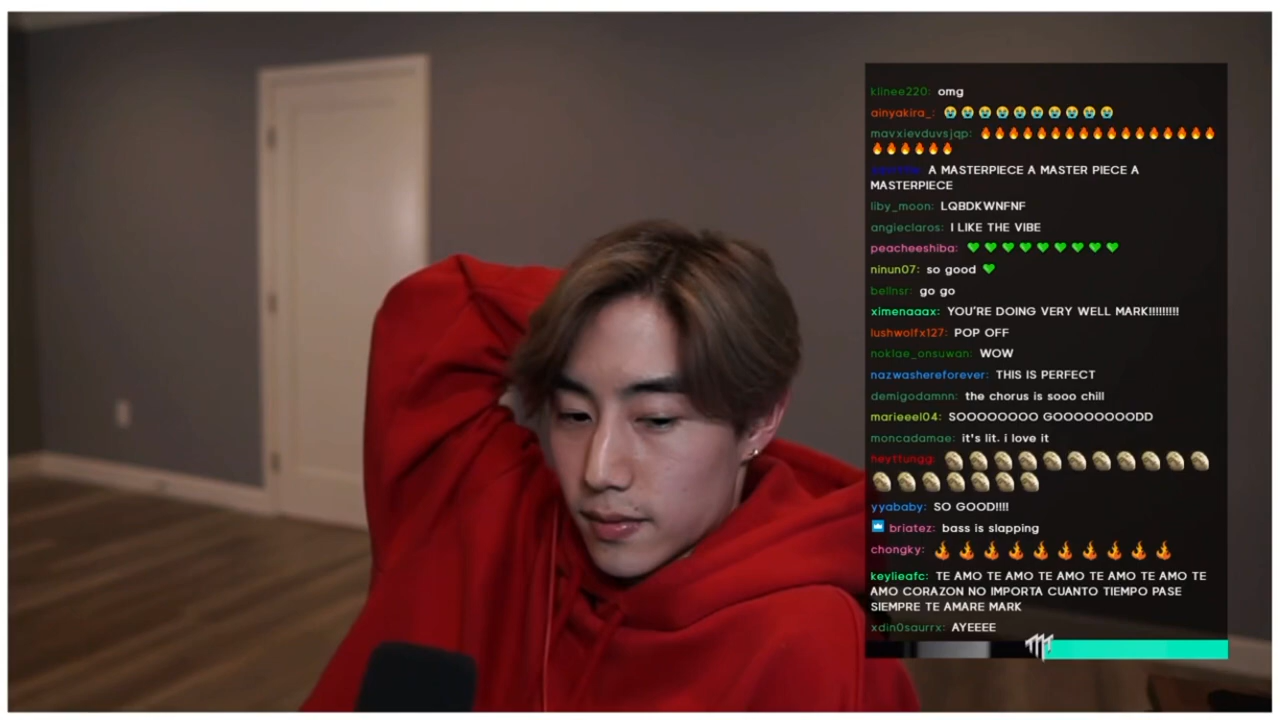 klinee220: omg
ainyakira_: 😭😭😭😭😭😭😭😭😭😭
mavxievduvsjqp: 🔥🔥🔥🔥🔥🔥🔥🔥🔥🔥🔥🔥🔥🔥🔥🔥🔥
🔥🔥🔥🔥🔥🔥
A MASTERPIECE A MASTER PIECE A
MASTERPIECE
liby_moon: LQBDKWNFNF
angieclaros: I LIKE THE VIBE
peacheeshiba: 💚💚💚💚💚💚💚💚💚
ninun07: so good 💚
bellnsr: go go
ximenaaax: YOU'RE DOING VERY WELL MARK!!!!!!!!!
lushwolfx127: POP OFF
noklae_onsuwan: WOW
nazwashereforever: THIS IS PERFECT
demigodamnn: the chorus is sooo chill
marieeel04: SOOOOOOOO GOOOOOOOODD
moncadamae: it's lit. i love it
heyttungg:
yyababy: SO GOOD!!!!
briatez: bass is slapping
chongky: 🔥🔥🔥🔥🔥🔥🔥🔥🔥🔥
keylieafc: TE AMO TE AMO TE AMO TE AMO TE AMO TE
AMO CORAZON NO IMPORTA CUANTO TIEMPO PASE
SIEMPRE TE AMARE MARK
xdin0saurrx: AYEEEE